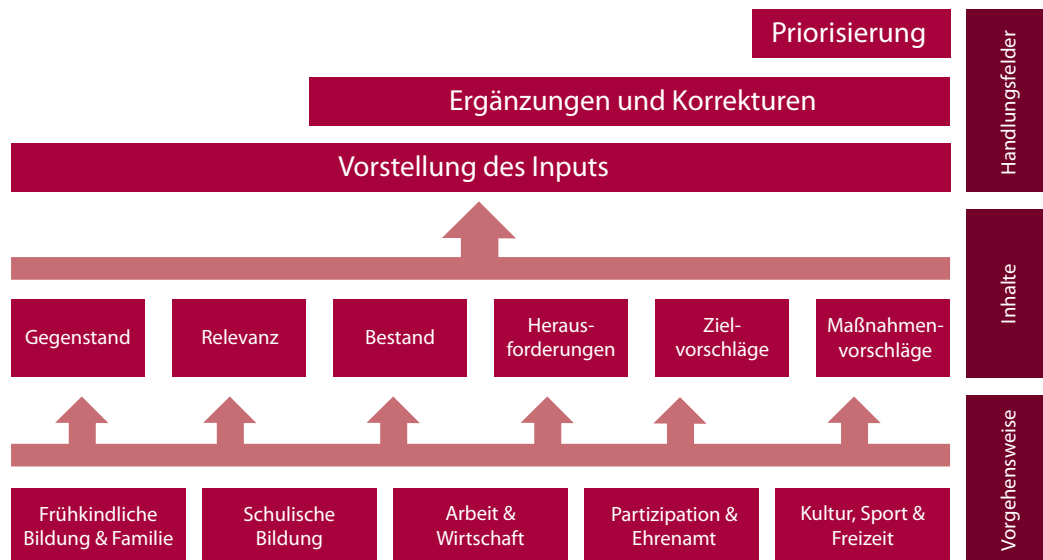 Priorisierung
Ergänzungen und Korrekturen
Vorstellung des Inputs
Handlungsfelder
Gegenstand
Relevanz
Bestand
Heraus-
forderungen
Ziel-
vorschläge
Maßnahmen-
vorschläge
Inhalte
Frühkindliche
Bildung & Familie
Schulische
Bildung
Arbeit &
Wirtschaft
Partizipation &
Ehrenamt
Kultur, Sport &
Freizeit
Vorgehensweise